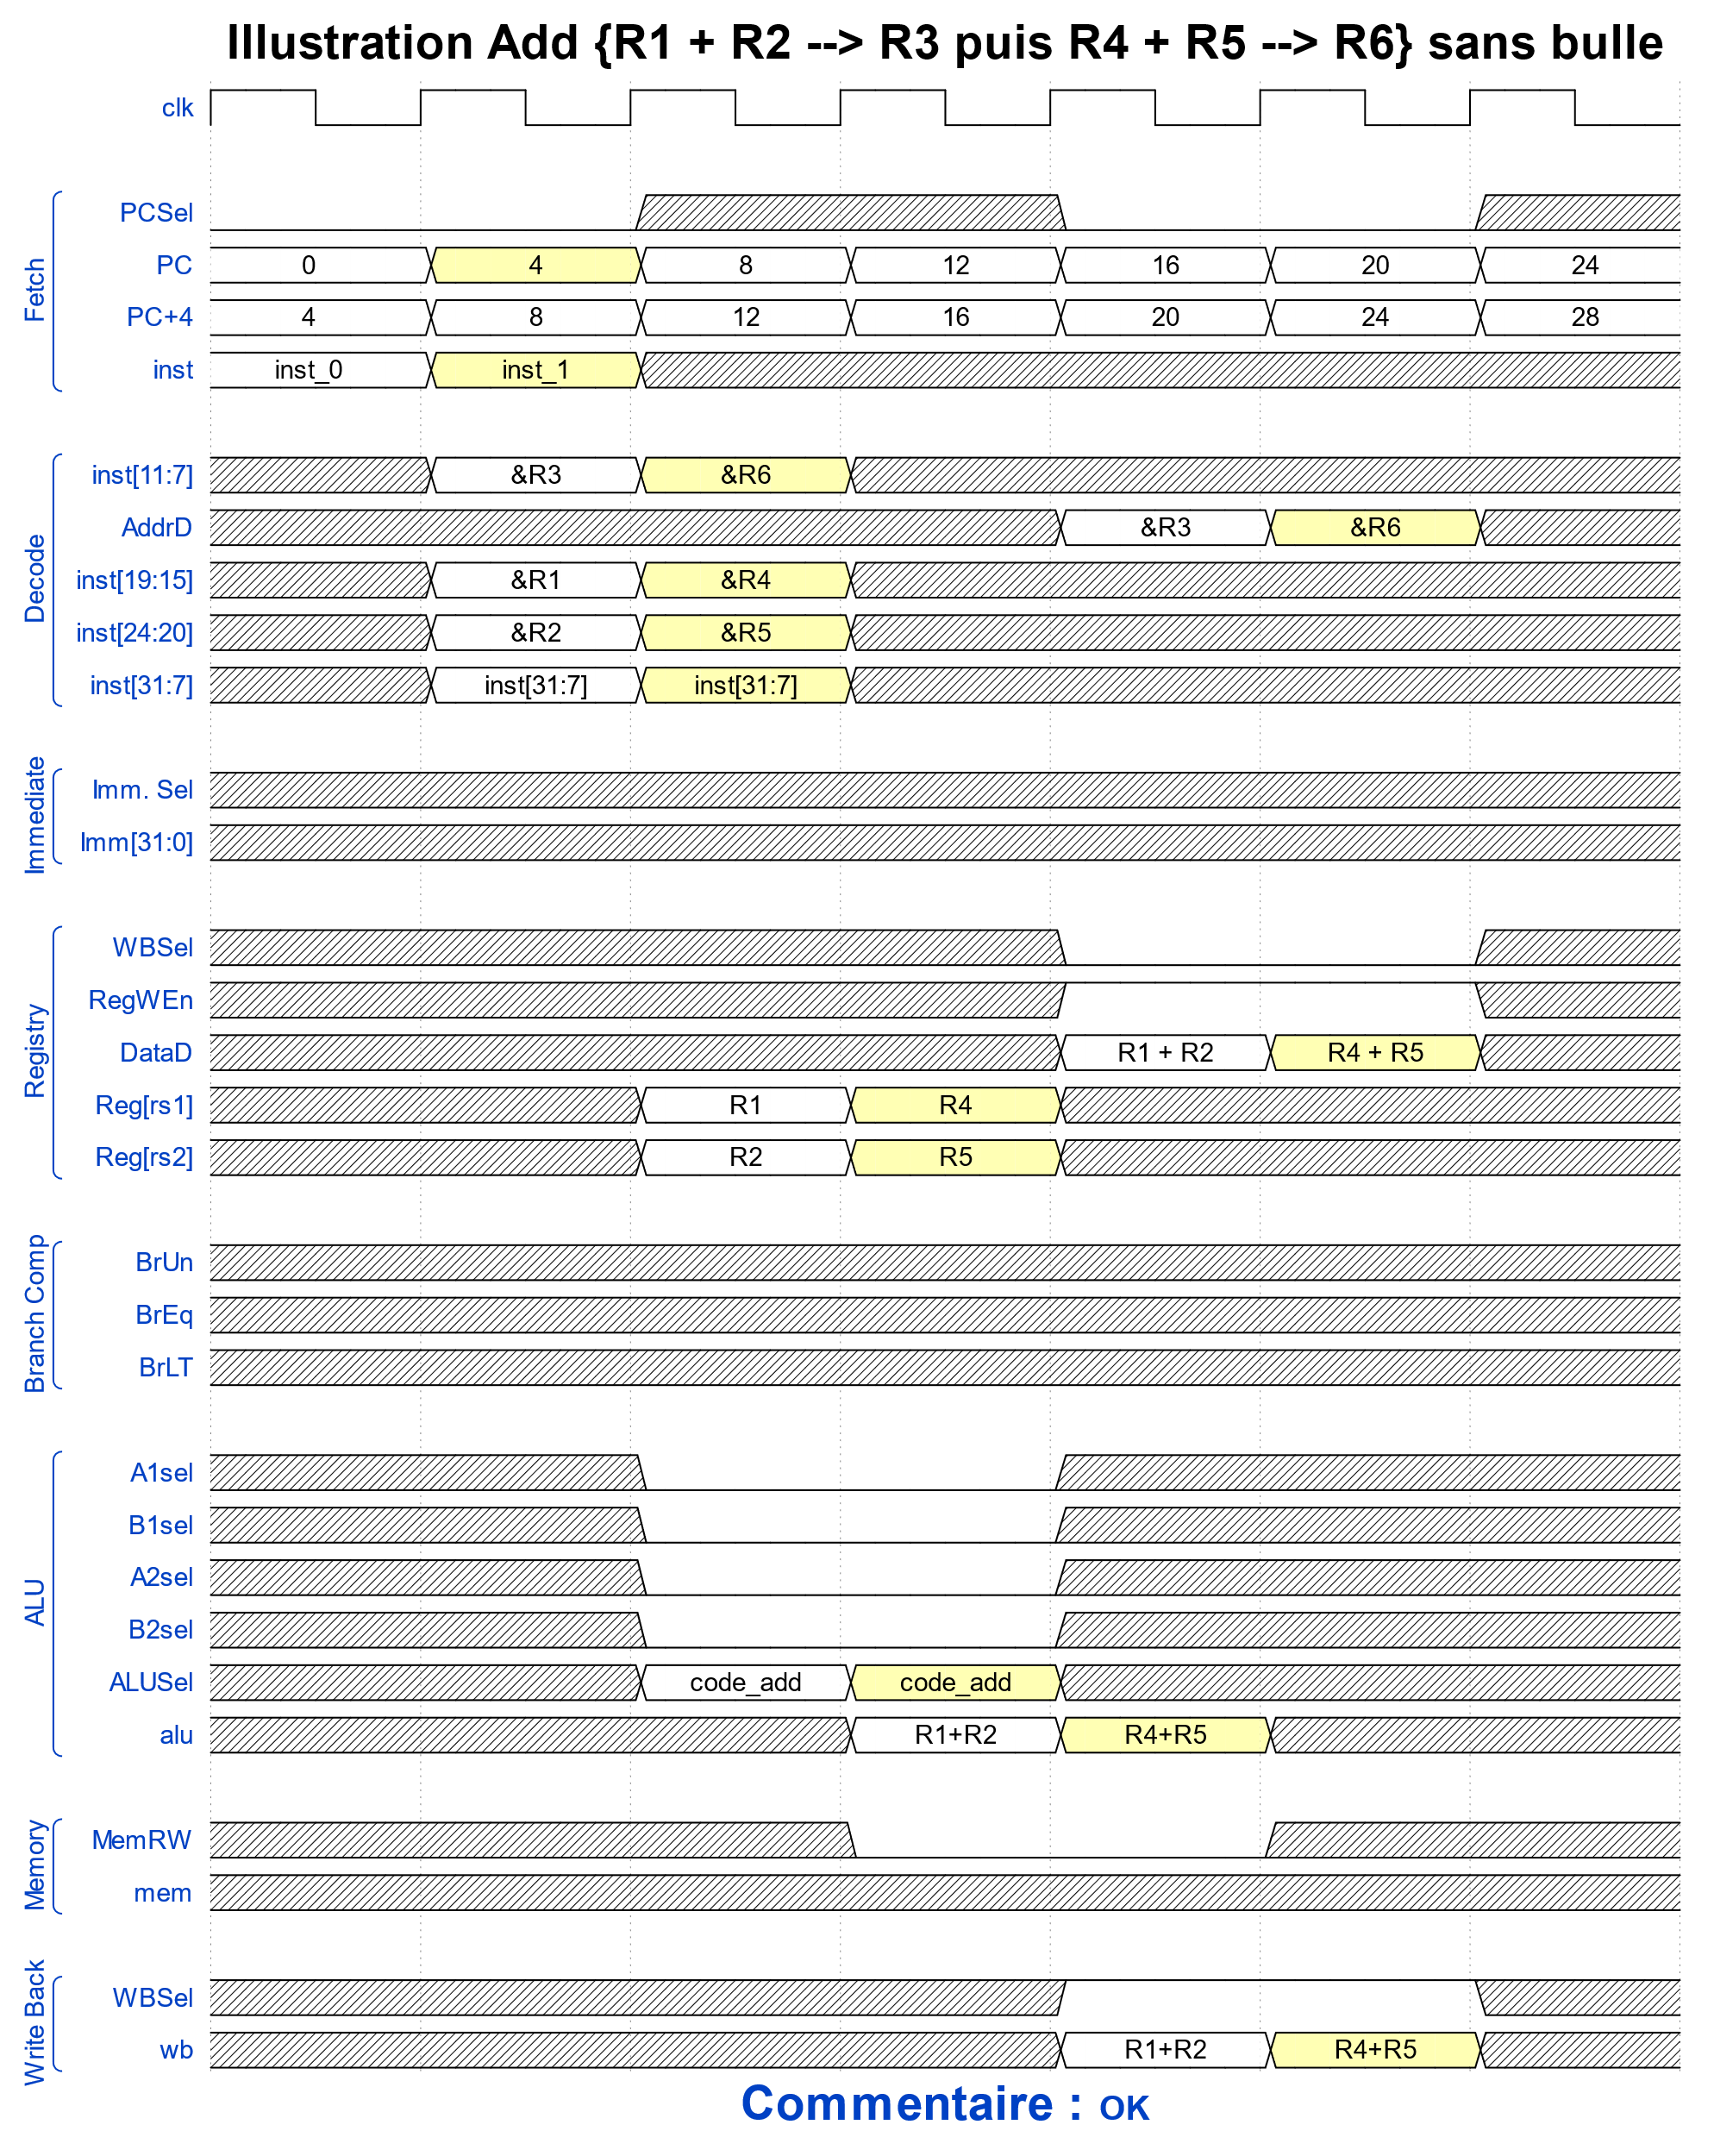 Illustration Add {R1 + R2 --> R3 puis R4 + R5 --> R6} sans bulle
clk
Fetch
PCSel
PC 0 4 8 12 16 20 24
PC+4 4 8 12 16 20 24 28
inst inst_0 inst_1
Decode
inst[11:7] &R3 &R6
AddrD &R3 &R6
inst[19:15] &R1 &R4
inst[24:20] &R2 &R5
inst[31:7] inst[31:7] inst[31:7]
Immediate
Imm. Sel
Imm[31:0]
Registry
WBSel
RegWEn
DataD R1 + R2 R4 + R5
Reg[rs1] R1 R4
Reg[rs2] R2 R5
Branch Comp
BrUn
BrEq
BrLT
ALU
A1sel
B1sel
A2sel
B2sel
ALUSel code_add code_add
alu R1+R2 R4+R5
Memory
MemRW
mem
Write Back
WBSel
wb R1+R2 R4+R5
Commentaire : OK